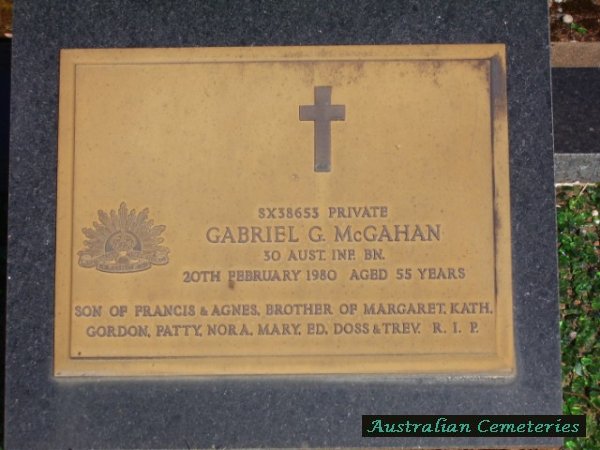 SX38653 PRIVATE
GABRIEL G. McGAHAN
30 AUST. INF. BN.
20TH FEBRUARY 1980 AGED 55 YEARS
SON OF FRANCIS & AGNES, BROTHER OF MARGARET, KATH,
GORDON, PATTY, NORA, MARY, ED, DOSS & TREV. R. I. P.
Australian Cemeteries